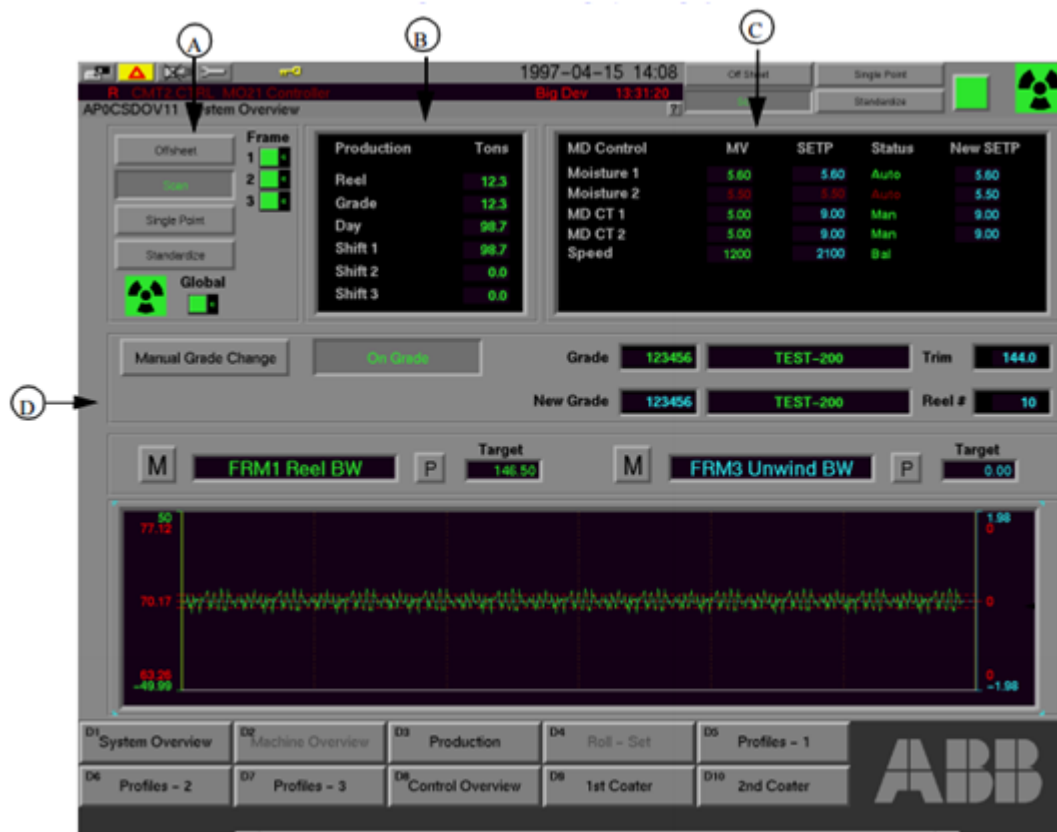 A
B
C
1997-04-15 14:08
Off Sheet
Single Point
R CMT2.CTRL MO21 Controller
Big Dev 13:31:20
Standardize
AP0CSDOV11 System Overview
?
Offsheet
Scan
Single Point
Standardize
Frame
1
2
3
Global
Production Tons
Reel 12.3
Grade 12.3
Day 98.7
Shift 1 98.7
Shift 2 0.0
Shift 3 0.0
MD Control MV SETP Status New SETP
Moisture 1 5.60 5.60 Auto 5.60
Moisture 2 5.50 5.50 Auto 5.50
MD CT 1 5.00 9.00 Man 9.00
MD CT 2 5.00 9.00 Man 9.00
Speed 1200 2100 Bal
D
Manual Grade Change
On Grade
Grade 123456 TEST-200 Trim 144.0
New Grade 123456 TEST-200 Reel # 10
M FRM1 Reel BW P Target 146.50
M FRM3 Unwind BW P Target 0.00
50
77.12
70.17
63.26
-49.99
1.98
0
0
0
-1.98
D1 System Overview
D2 Machine Overview
D3 Production
D4 Roll - Set
D5 Profiles - 1
D6 Profiles - 2
D7 Profiles - 3
D8 Control Overview
D9 1st Coater
D10 2nd Coater
ABB